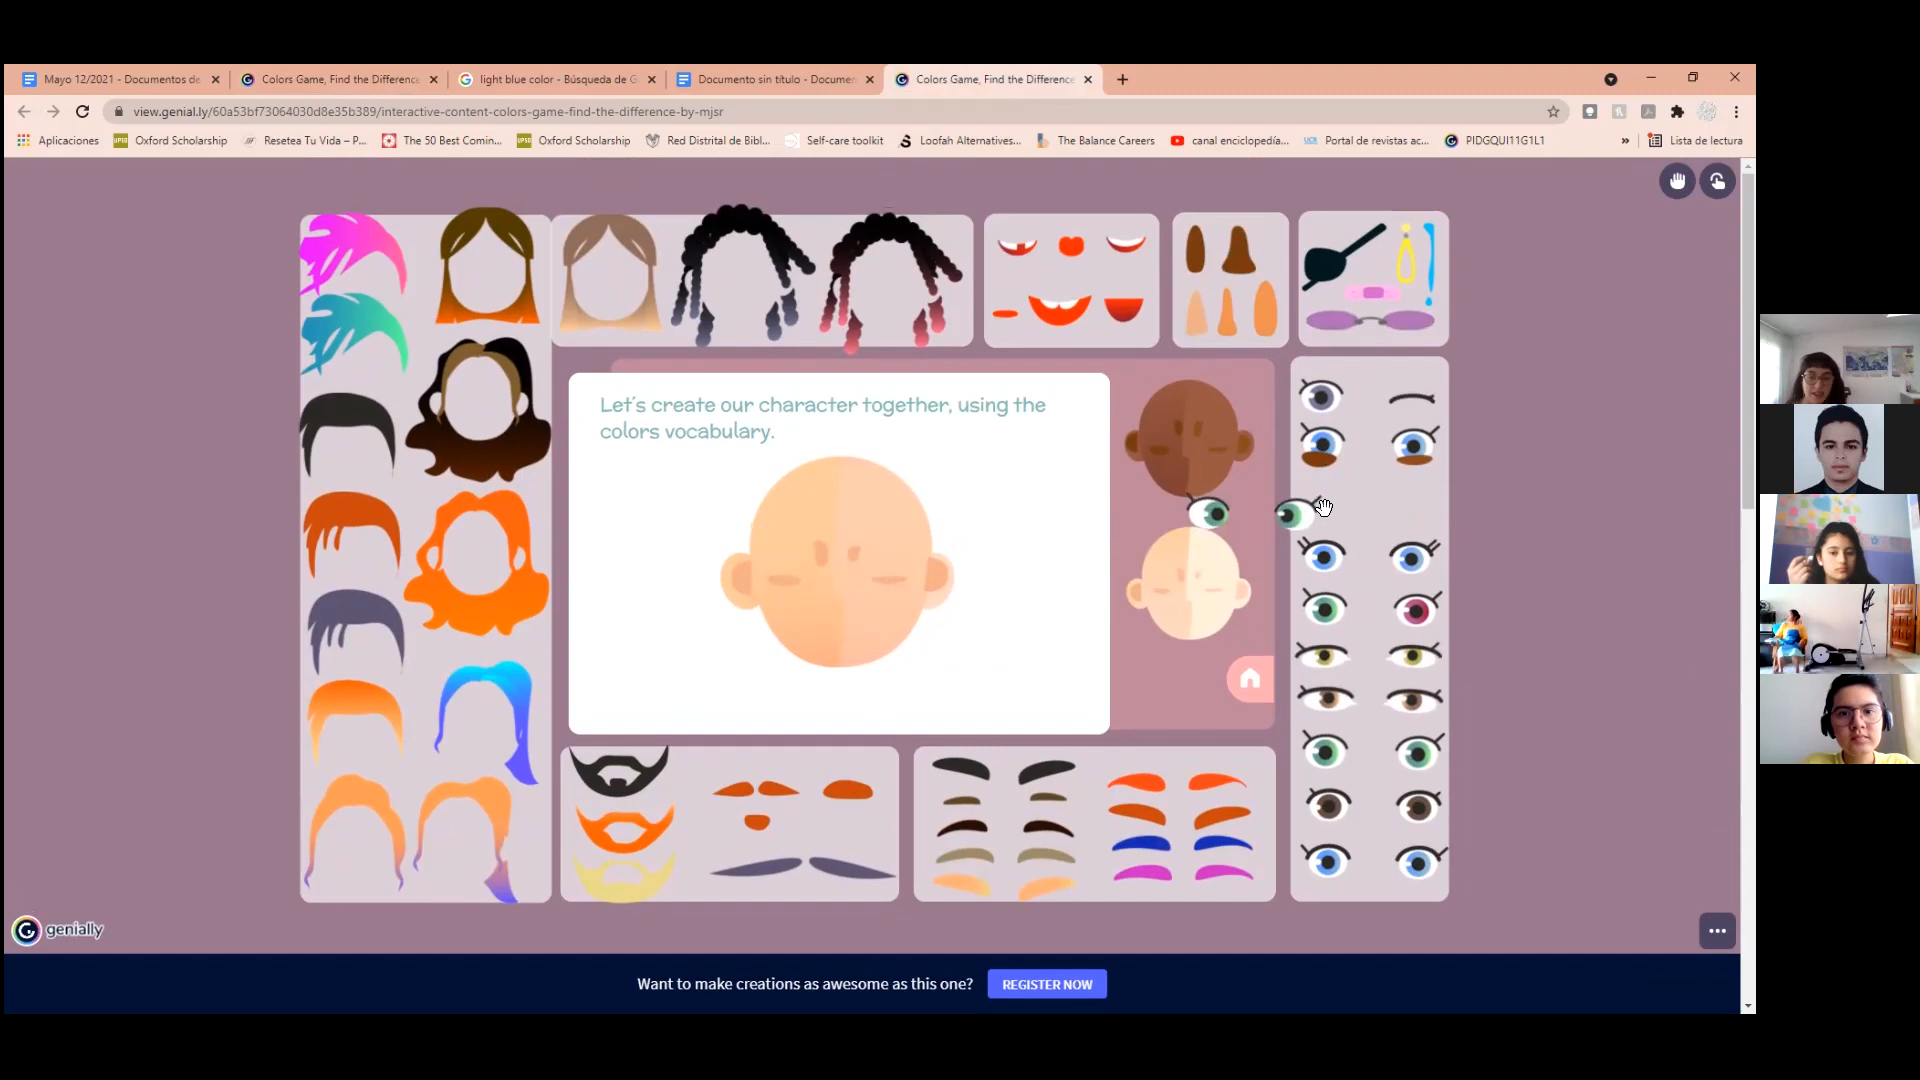 Mayo 12/2021 - Documentos de
Colors Game, Find the Difference
light blue color - Búsqueda de G
Documento sin título - Documen
Colors Game, Find the Difference
view.genial.ly/60a53bf73064030d8e35b389/interactive-content-colors-game-find-the-difference-by-mjsr
Aplicaciones
Oxford Scholarship
Resetea Tu Vida – P...
The 50 Best Comin...
Oxford Scholarship
Red Distrital de Bibl...
Self-care toolkit
Loofah Alternatives...
The Balance Careers
canal enciclopedía...
Portal de revistas ac...
PIDGQUI11G1L1
»
Lista de lectura
Let's create our character together, using the
colors vocabulary.
genially
Want to make creations as awesome as this one?
REGISTER NOW